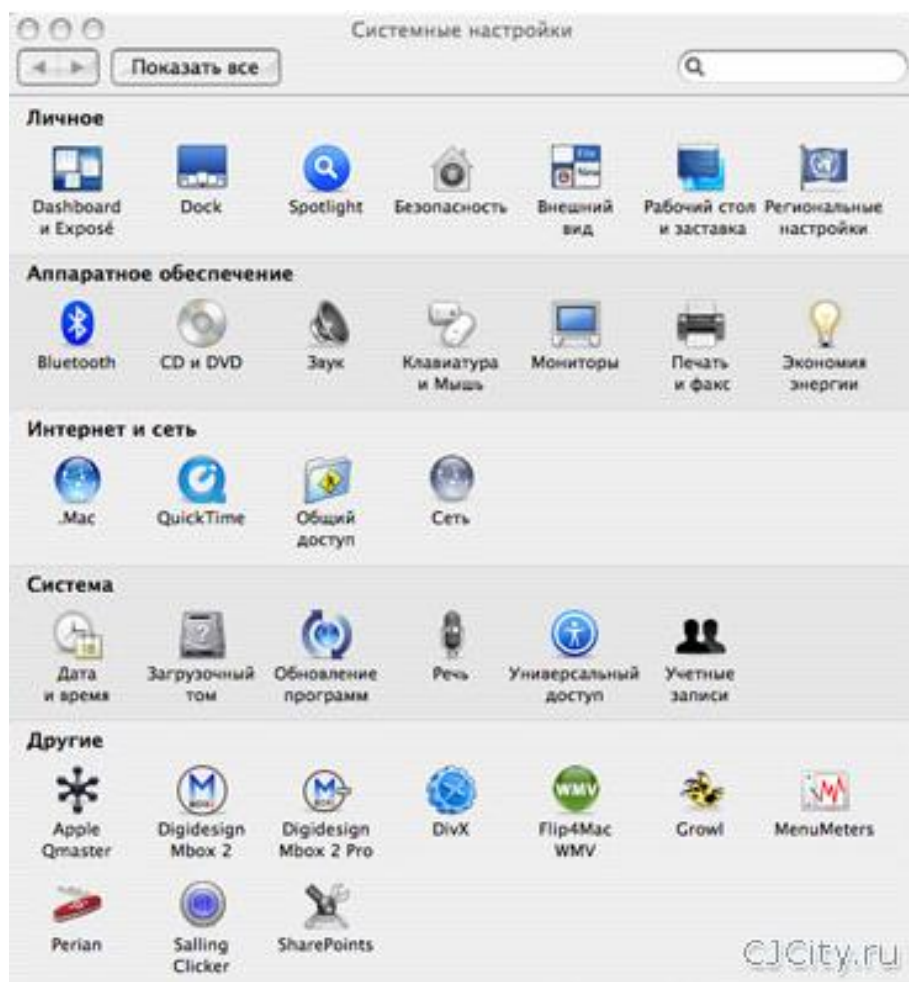 Системные настройки
Показать все
Личное
Dashboard и Exposé
Dock
Spotlight
Безопасность
Внешний вид
Рабочий стол и заставка
Региональные настройки
Аппаратное обеспечение
Bluetooth
CD и DVD
Звук
Клавиатура и Мышь
Мониторы
Печать и факс
Экономия энергии
Интернет и сеть
.Mac
QuickTime
Общий доступ
Сеть
Система
Дата и время
Загрузочный том
Обновление программ
Речь
Универсальный доступ
Учетные записи
Другие
Apple Qmaster
Digidesign Mbox 2
Digidesign Mbox 2 Pro
DivX
WMV
Flip4Mac WMV
Growl
MenuMeters
Perian
Salling Clicker
SharePoints
CJCity.ru